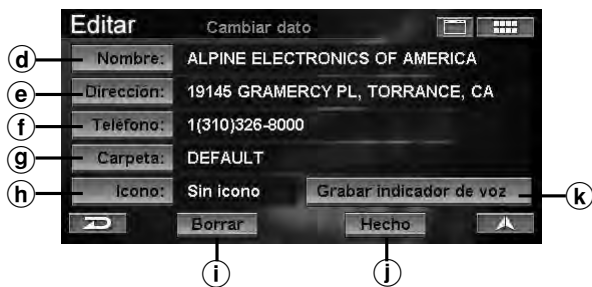 Editar Cambiar dato
d Nombre: ALPINE ELECTRONICS OF AMERICA
e Dirección: 19145 GRAMERCY PL, TORRANCE, CA
f Teléfono: 1(310)326-8000
g Carpeta: DEFAULT
h Icono: Sin icono Grabar indicador de voz k
Borrar Hecho
i j